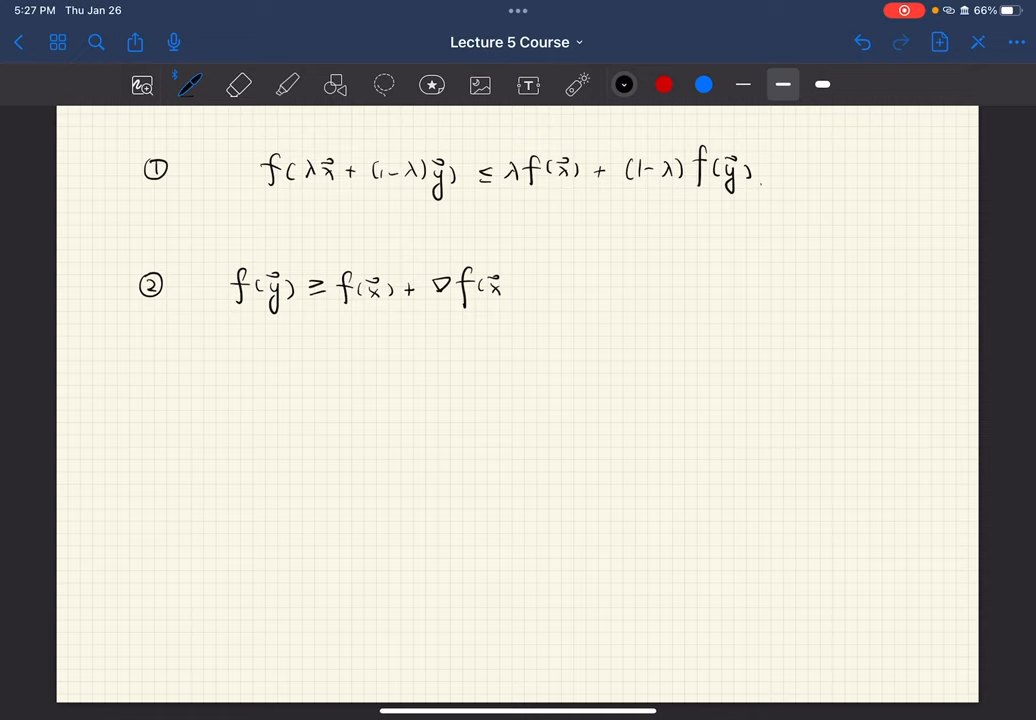 5:27 PM Thu Jan 26
66%
Lecture 5 Course
T
① f(λx⃗ + (1-λ)y⃗) ≤ λf(x⃗) + (1-λ)f(y⃗).
② f(y⃗) ≥ f(x⃗) + ∇f(x⃗